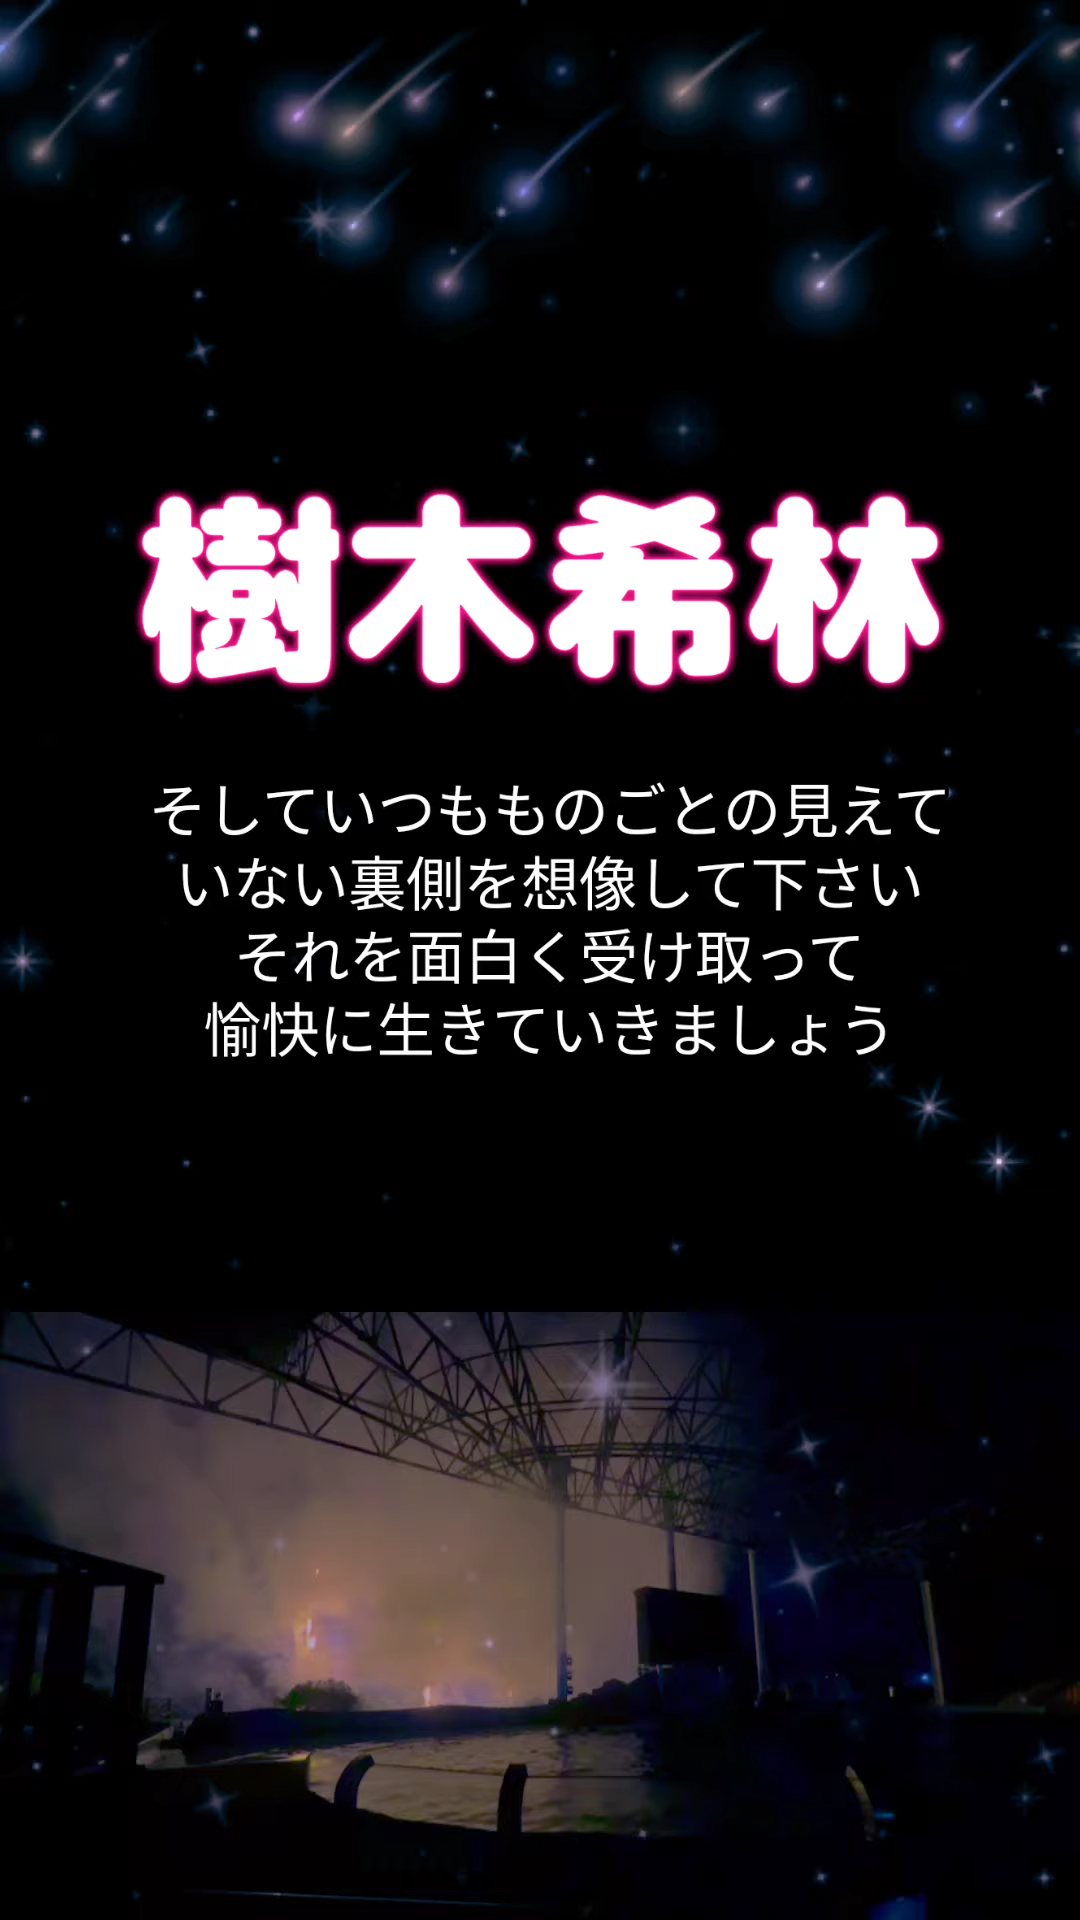 樹木希林
そしていつもものごとの見えて
いない裏側を想像して下さい
それを面白く受け取って
愉快に生きていきましょう